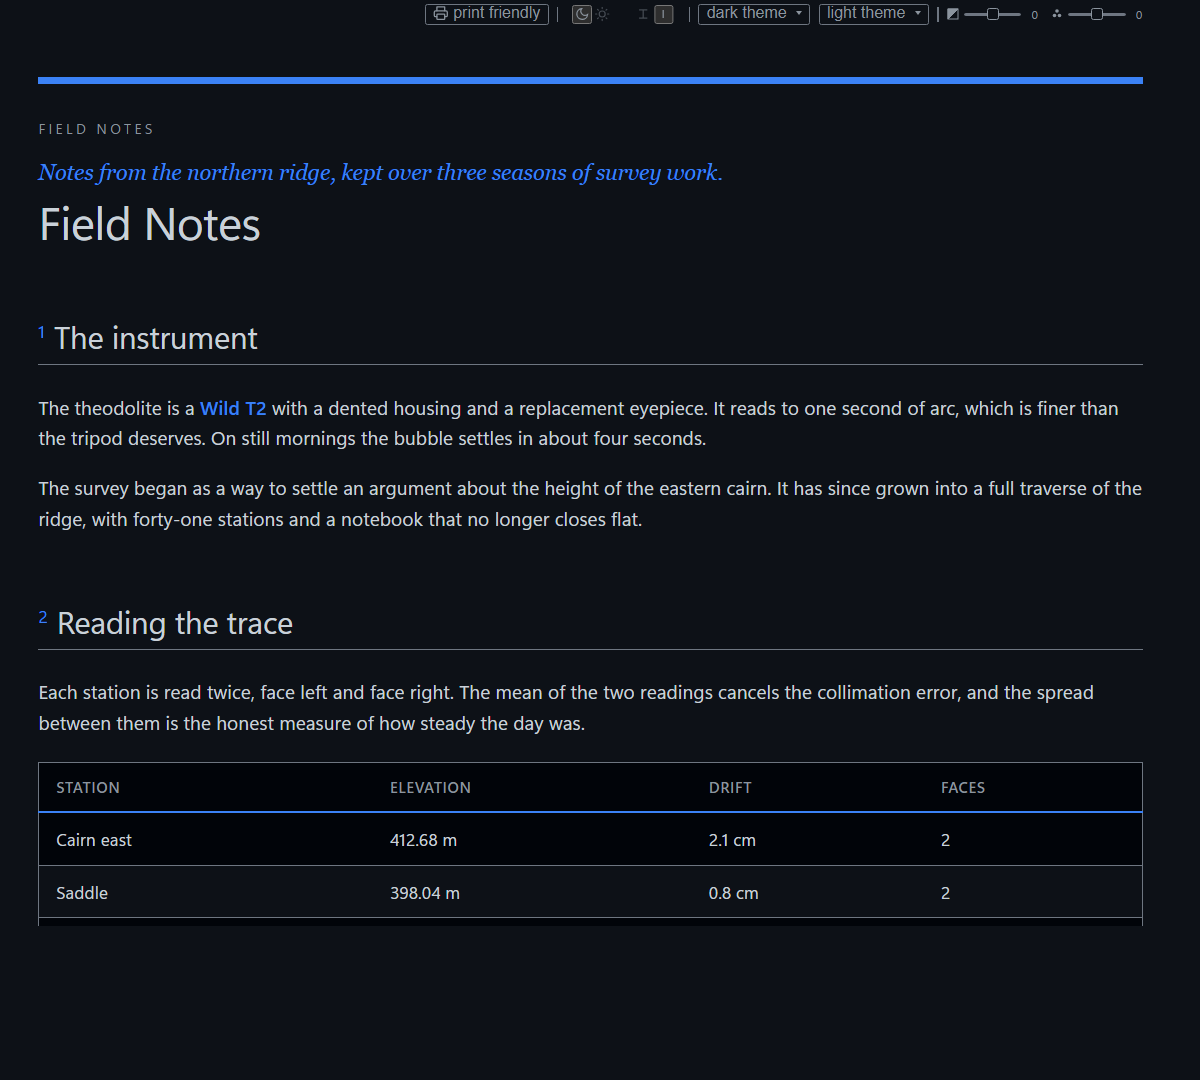 print friendly | I I | dark theme light theme | 0 0
FIELD NOTES
Notes from the northern ridge, kept over three seasons of survey work.
Field Notes
1 The instrument
The theodolite is a Wild T2 with a dented housing and a replacement eyepiece. It reads to one second of arc, which is finer than
the tripod deserves. On still mornings the bubble settles in about four seconds.
The survey began as a way to settle an argument about the height of the eastern cairn. It has since grown into a full traverse of the
ridge, with forty-one stations and a notebook that no longer closes flat.
2 Reading the trace
Each station is read twice, face left and face right. The mean of the two readings cancels the collimation error, and the spread
between them is the honest measure of how steady the day was.
STATION ELEVATION DRIFT FACES
Cairn east 412.68 m 2.1 cm 2
Saddle 398.04 m 0.8 cm 2